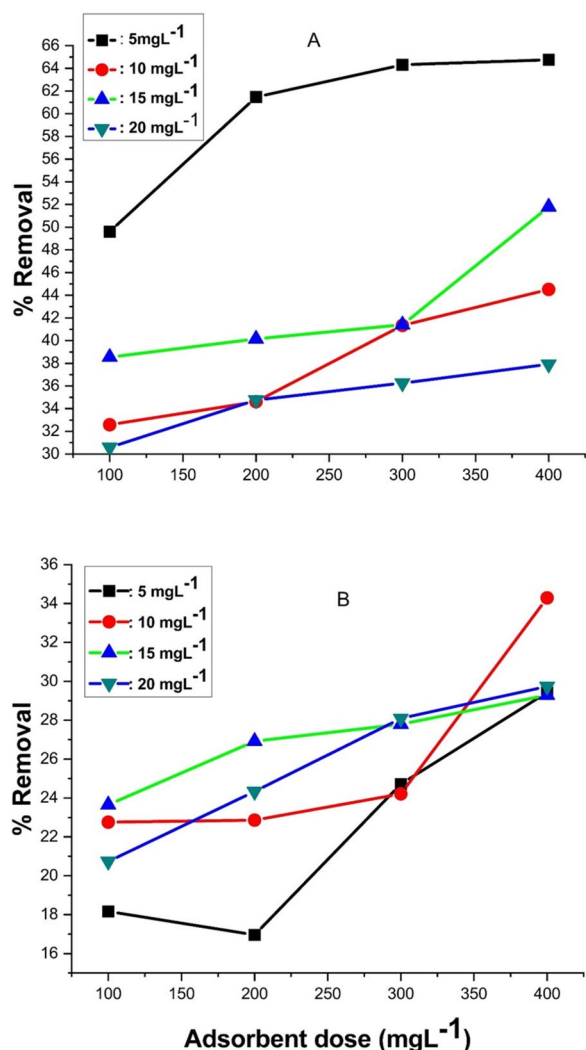 A
: 5mgL-1
: 10 mgL-1
: 15 mgL-1
: 20 mgL-1
66
64
62
60
58
56
54
52
50
48
46
44
42
40
38
36
34
32
30
% Removal
100 150 200 250 300 350 400
B
: 5 mgL-1
: 10 mgL-1
: 15 mgL-1
: 20 mgL-1
36
34
32
30
28
26
24
22
20
18
16
% Removal
100 150 200 250 300 350 400
Adsorbent dose (mgL-1)